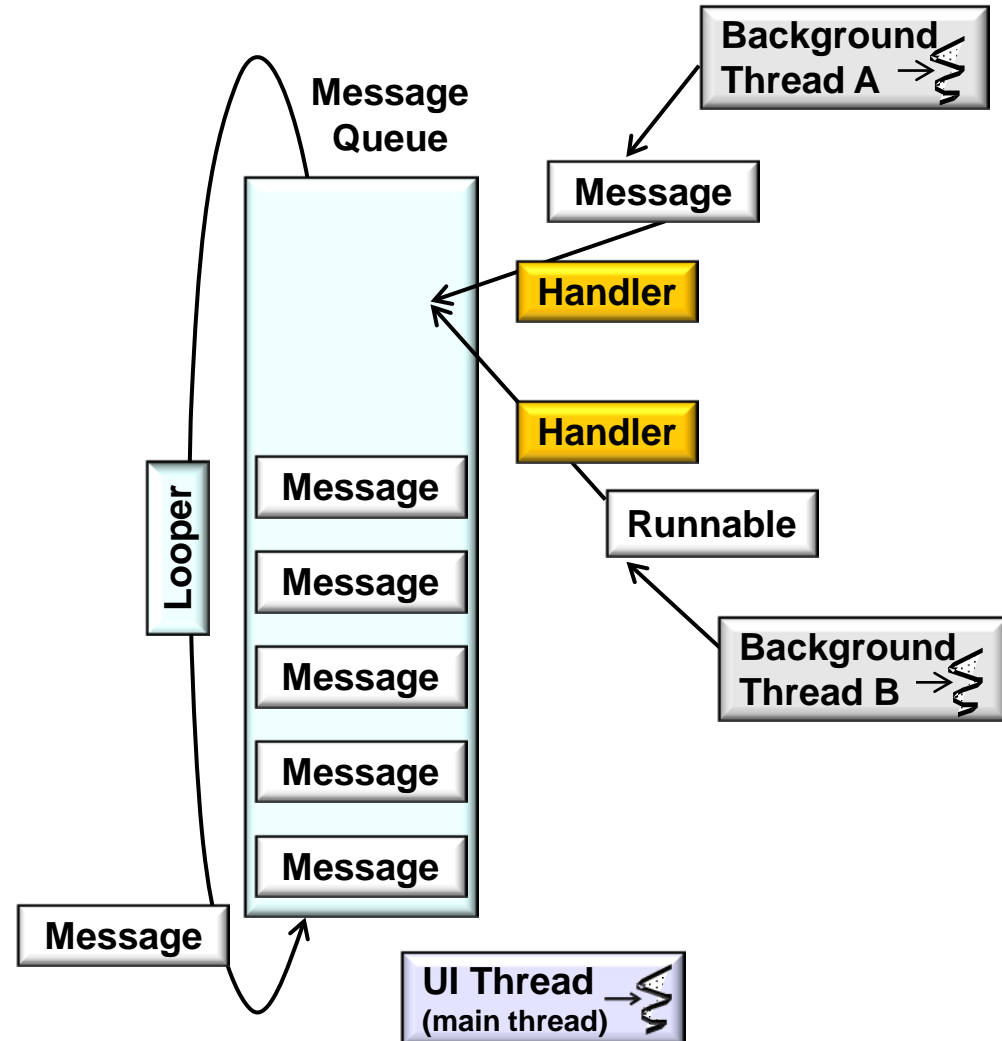 Background
Thread A
Message
Queue
Message
Handler
Handler
Message
Runnable
Looper
Message
Message
Background
Thread B
Message
Message
Message
UI Thread
(main thread)